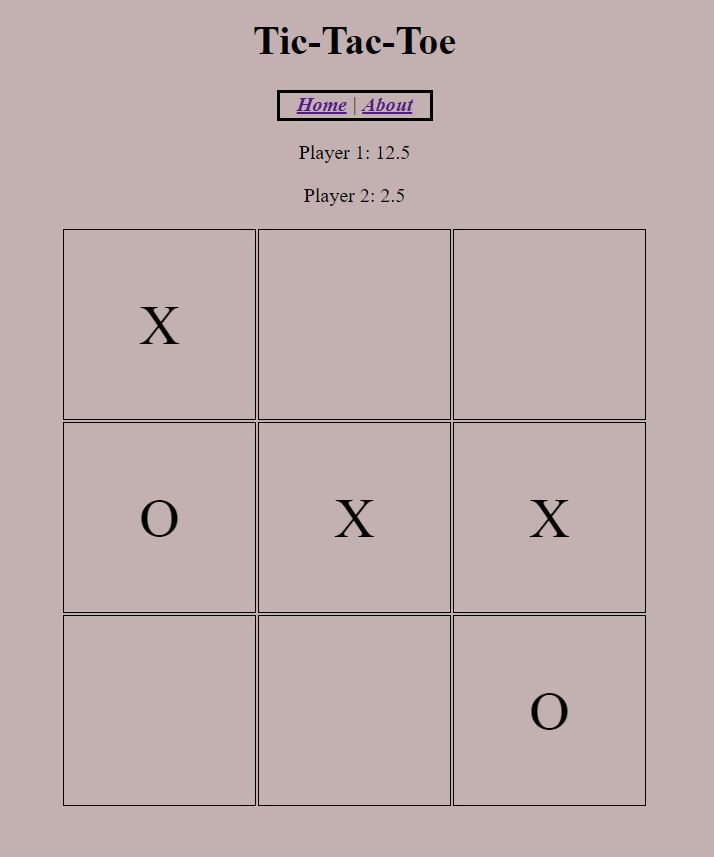 Tic-Tac-Toe
Home | About
Player 1: 12.5
Player 2: 2.5
X
O X X
O